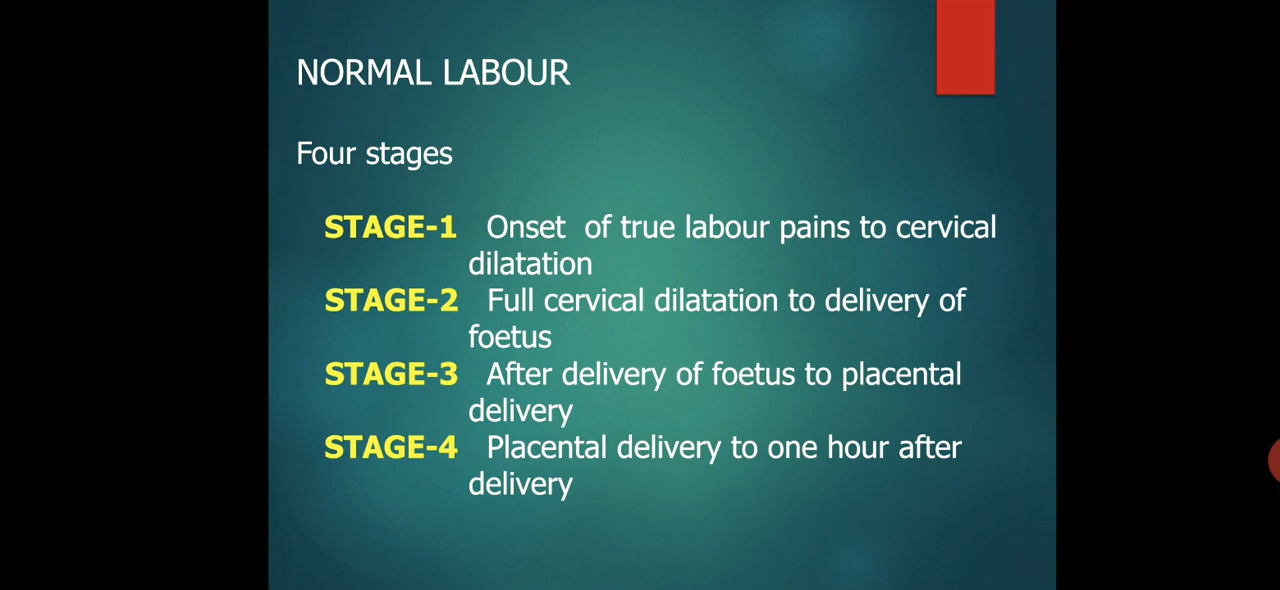 NORMAL LABOUR
Four stages
STAGE-1 Onset of true labour pains to cervical
dilatation
STAGE-2 Full cervical dilatation to delivery of
foetus
STAGE-3 After delivery of foetus to placental
delivery
STAGE-4 Placental delivery to one hour after
delivery